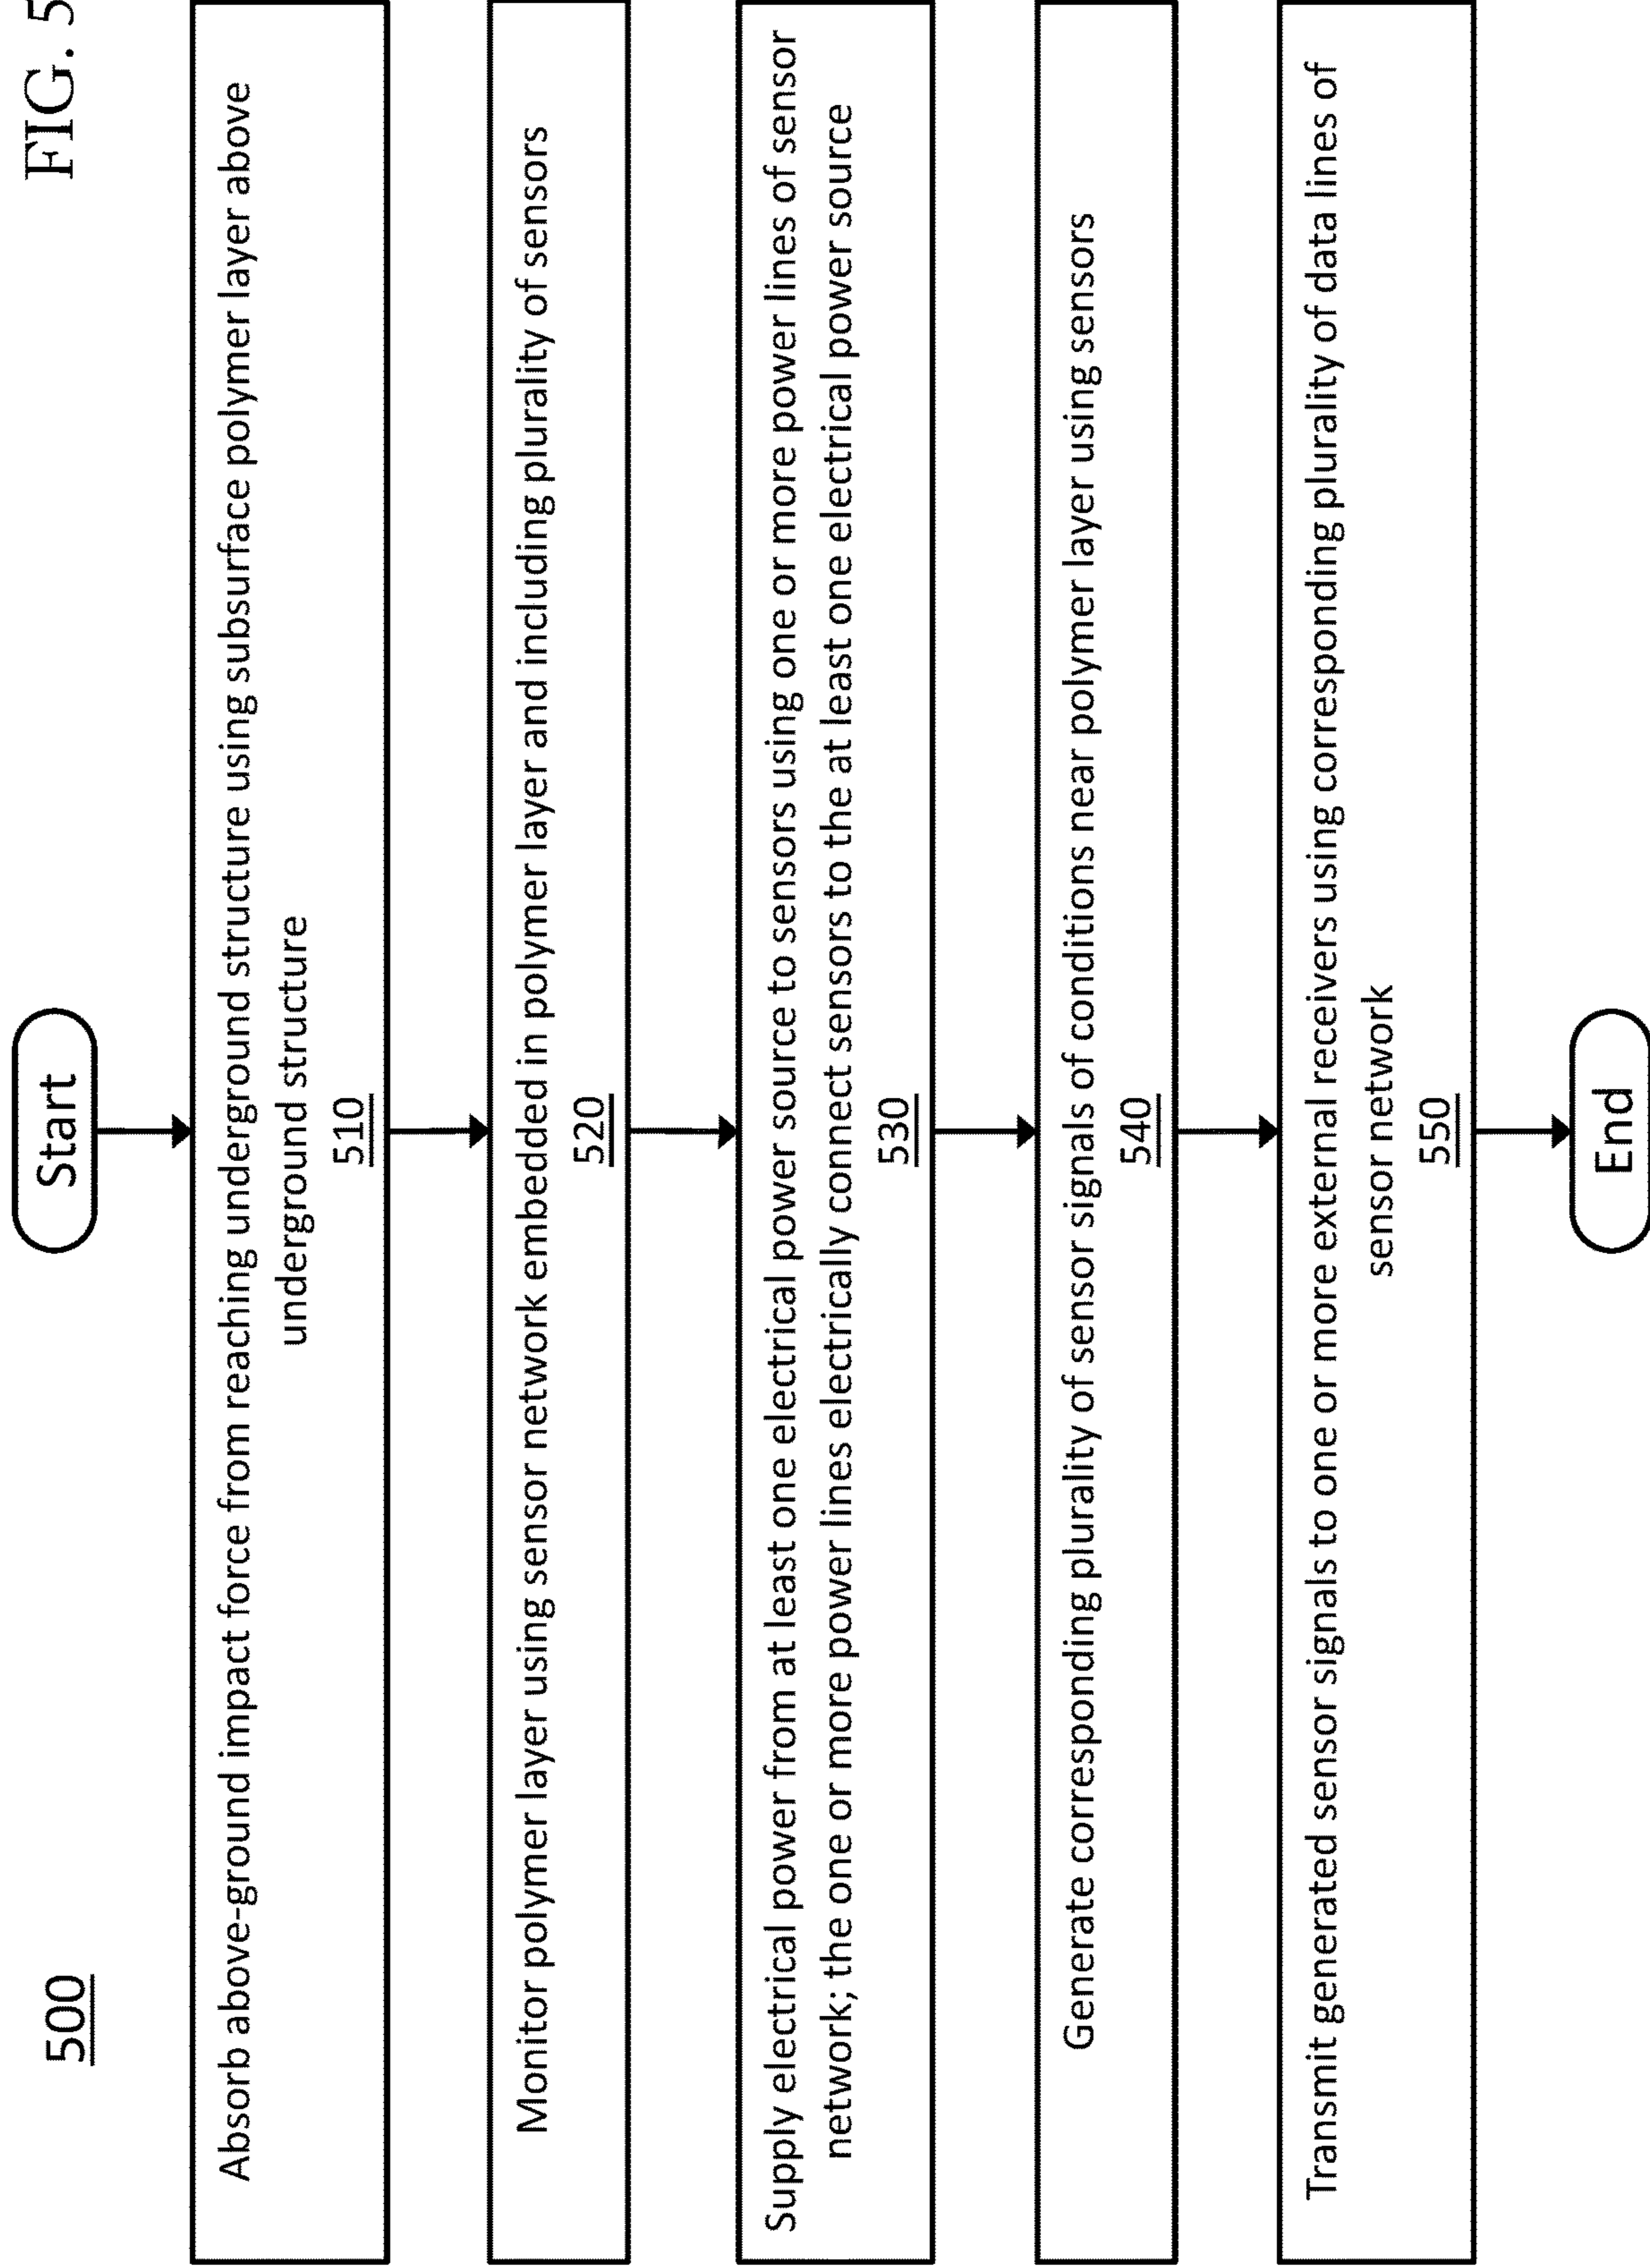 FIG. 5
500
Start
Absorb above-ground impact force from reaching underground structure using subsurface polymer layer above
underground structure
510
Monitor polymer layer using sensor network embedded in polymer layer and including plurality of sensors
520
Supply electrical power from at least one electrical power source to sensors using one or more power lines of sensor
network; the one or more power lines electrically connect sensors to the at least one electrical power source
530
Generate corresponding plurality of sensor signals of conditions near polymer layer using sensors
540
Transmit generated sensor signals to one or more external receivers using corresponding plurality of data lines of
sensor network
550
End